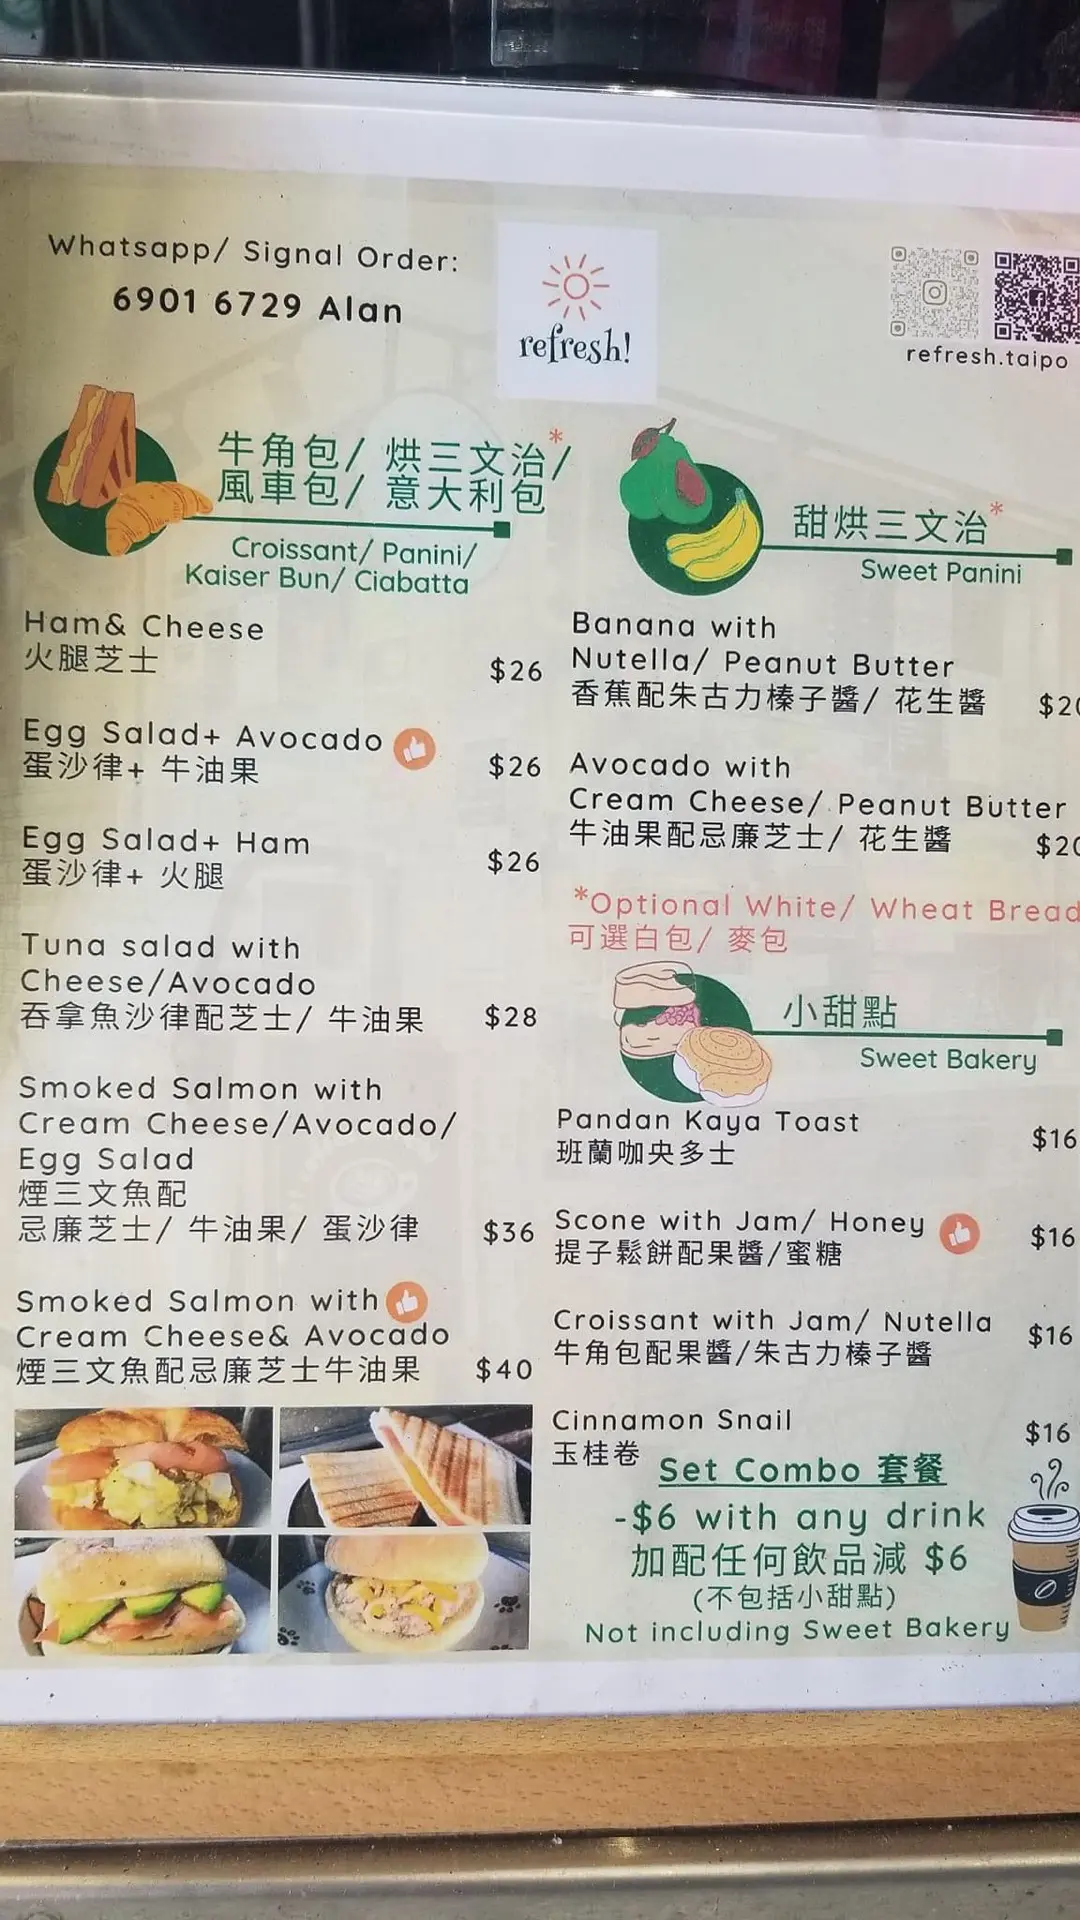 Whatsapp/ Signal Order:
6901 6729 Alan
refresh!
refresh.taipo
牛角包/ 烘三文治*/
風車包/ 意大利包
Croissant/ Panini/
Kaiser Bun/ Ciabatta
Ham& Cheese
火腿芝士
$26
Egg Salad+ Avocado
蛋沙律+ 牛油果
$26
Egg Salad+ Ham
蛋沙律+ 火腿
$26
Tuna salad with
Cheese/Avocado
吞拿魚沙律配芝士/ 牛油果
$28
Smoked Salmon with
Cream Cheese/Avocado/
Egg Salad
煙三文魚配
忌廉芝士/ 牛油果/ 蛋沙律
$36
Smoked Salmon with
Cream Cheese& Avocado
煙三文魚配忌廉芝士牛油果
$40
甜烘三文治*
Sweet Panini
Banana with
Nutella/ Peanut Butter
香蕉配朱古力榛子醬/ 花生醬
$20
Avocado with
Cream Cheese/ Peanut Butter
牛油果配忌廉芝士/ 花生醬
$20
*Optional White/ Wheat Bread
可選白包/ 麥包
小甜點
Sweet Bakery
Pandan Kaya Toast
班蘭咖央多士
$16
Scone with Jam/ Honey
提子鬆餅配果醬/蜜糖
$16
Croissant with Jam/ Nutella
牛角包配果醬/朱古力榛子醬
$16
Cinnamon Snail
玉桂卷
$16
Set Combo 套餐
-$6 with any drink
加配任何飲品減 $6
(不包括小甜點)
Not including Sweet Bakery